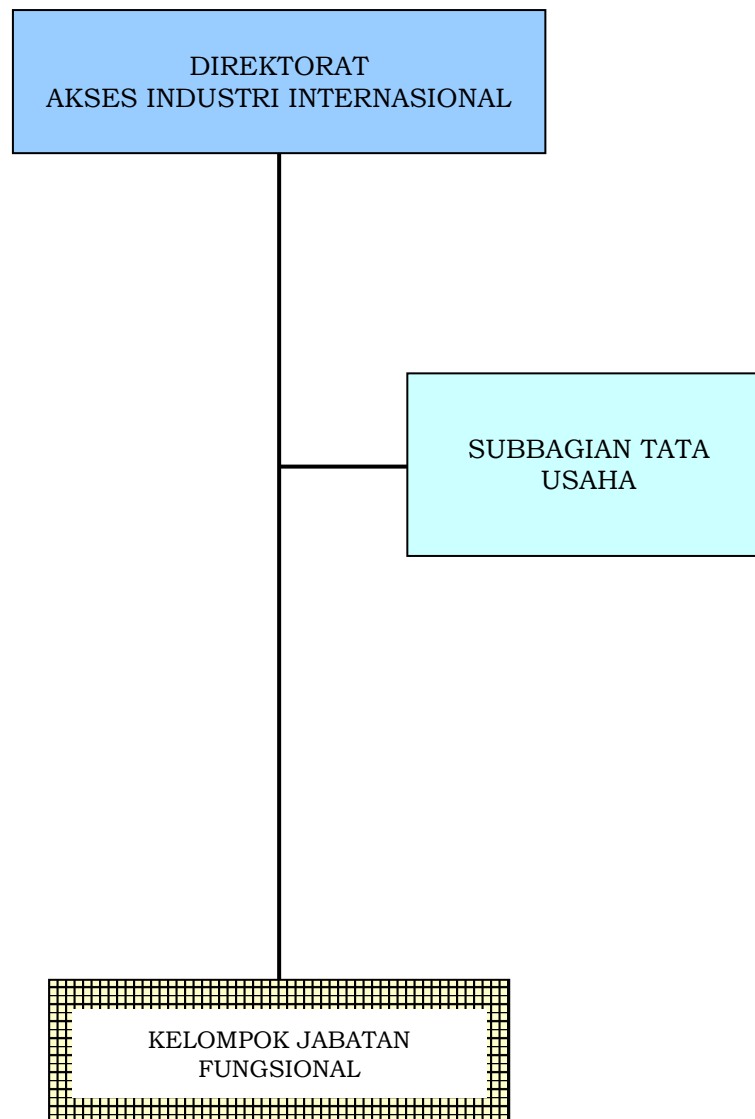 DIREKTORAT
AKSES INDUSTRI INTERNASIONAL
SUBBAGIAN TATA
USAHA
KELOMPOK JABATAN
FUNGSIONAL